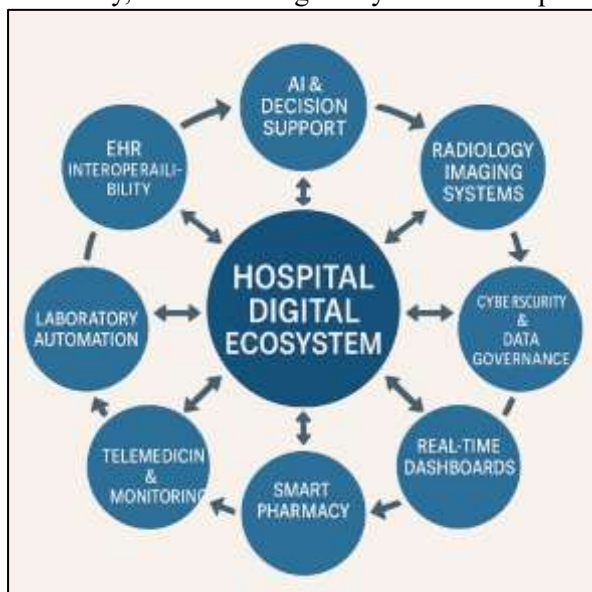 AI &
DECISION
SUPPORT
RADIOLOGY
IMAGING
SYSTEMS
CYBERSCURITY
&
DATA
GOVERNANCE
REAL-TIME
DASHBOARDS
SMART
PHARMACY
TELEMEDICIN
&
MONITORING
LABORATORY
AUTOMATION
EHR
INTEROPERAILI-
BILITY
HOSPITAL
DIGITAL
ECOSYSTEM